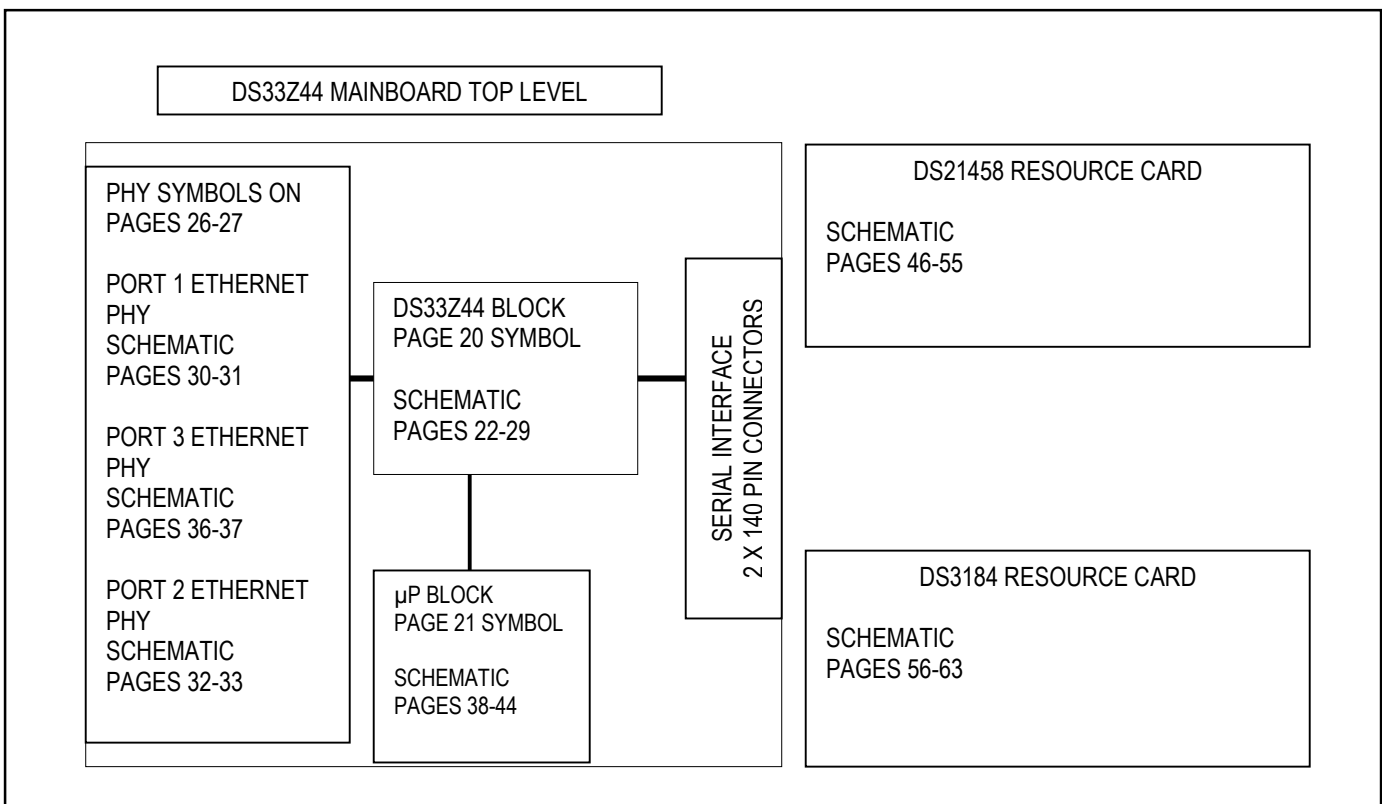 DS33Z44 MAINBOARD TOP LEVEL
PHY SYMBOLS ON
PAGES 26-27
PORT 1 ETHERNET
PHY
SCHEMATIC
PAGES 30-31
PORT 3 ETHERNET
PHY
SCHEMATIC
PAGES 36-37
PORT 2 ETHERNET
PHY
SCHEMATIC
PAGES 32-33
DS33Z44 BLOCK
PAGE 20 SYMBOL
SCHEMATIC
PAGES 22-29
µP BLOCK
PAGE 21 SYMBOL
SCHEMATIC
PAGES 38-44
SERIAL INTERFACE
2 X 140 PIN CONNECTORS
DS21458 RESOURCE CARD
SCHEMATIC
PAGES 46-55
DS3184 RESOURCE CARD
SCHEMATIC
PAGES 56-63